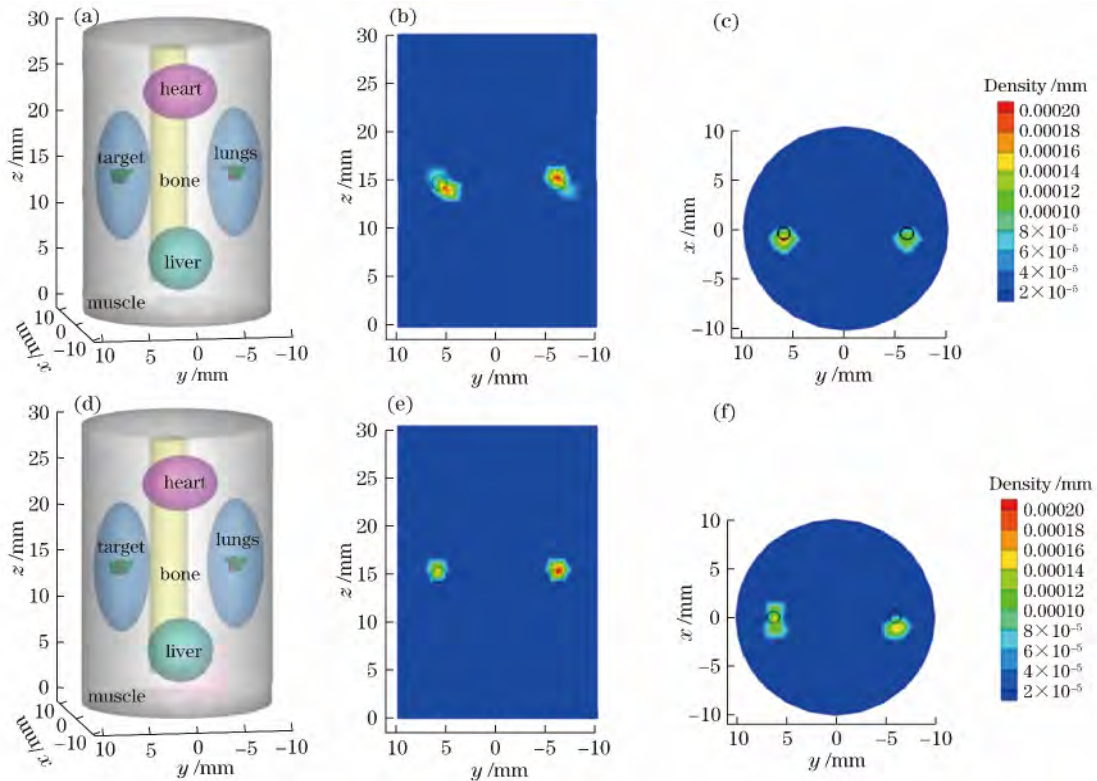 (a)
30
25
20
15
10
5
0
z /mm
heart
target
lungs
bone
liver
muscle
10
0
−10
x /mm
10
5
0
−5
−10
y /mm
(b)
30
25
20
15
10
5
0
z /mm
10
5
0
−5
−10
y /mm
(c)
10
5
0
−5
−10
x /mm
10
5
0
−5
−10
y /mm
Density /mm
0.00020
0.00018
0.00016
0.00014
0.00012
0.00010
8×10⁻⁵
6×10⁻⁵
4×10⁻⁵
2×10⁻⁵
(d)
30
25
20
15
10
5
0
z /mm
heart
target
lungs
bone
liver
muscle
10
0
−10
x /mm
10
5
0
−5
−10
y /mm
(e)
30
25
20
15
10
5
0
z /mm
10
5
0
−5
−10
y /mm
(f)
10
5
0
−5
−10
x /mm
10
5
0
−5
−10
y /mm
Density /mm
0.00020
0.00018
0.00016
0.00014
0.00012
0.00010
8×10⁻⁵
6×10⁻⁵
4×10⁻⁵
2×10⁻⁵